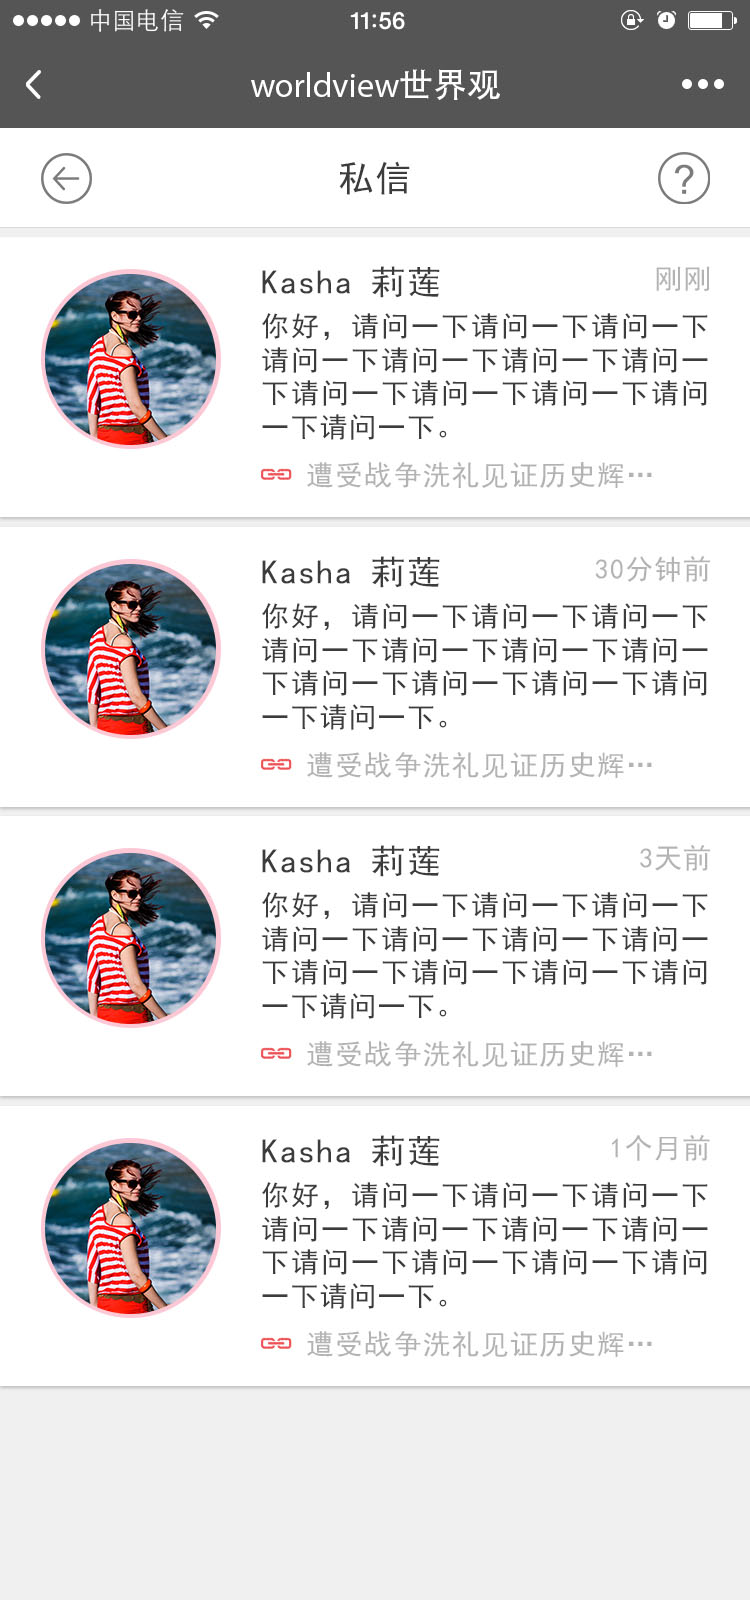 中国电信 11:56
worldview世界观
私信
Kasha 莉莲 刚刚
你好，请问一下请问一下请问一下
请问一下请问一下请问一下请问一
下请问一下请问一下请问一下请问
一下请问一下。
遭受战争洗礼见证历史辉…
Kasha 莉莲 30分钟前
你好，请问一下请问一下请问一下
请问一下请问一下请问一下请问一
下请问一下请问一下请问一下请问
一下请问一下。
遭受战争洗礼见证历史辉…
Kasha 莉莲 3天前
你好，请问一下请问一下请问一下
请问一下请问一下请问一下请问一
下请问一下请问一下请问一下请问
一下请问一下。
遭受战争洗礼见证历史辉…
Kasha 莉莲 1个月前
你好，请问一下请问一下请问一下
请问一下请问一下请问一下请问一
下请问一下请问一下请问一下请问
一下请问一下。
遭受战争洗礼见证历史辉…